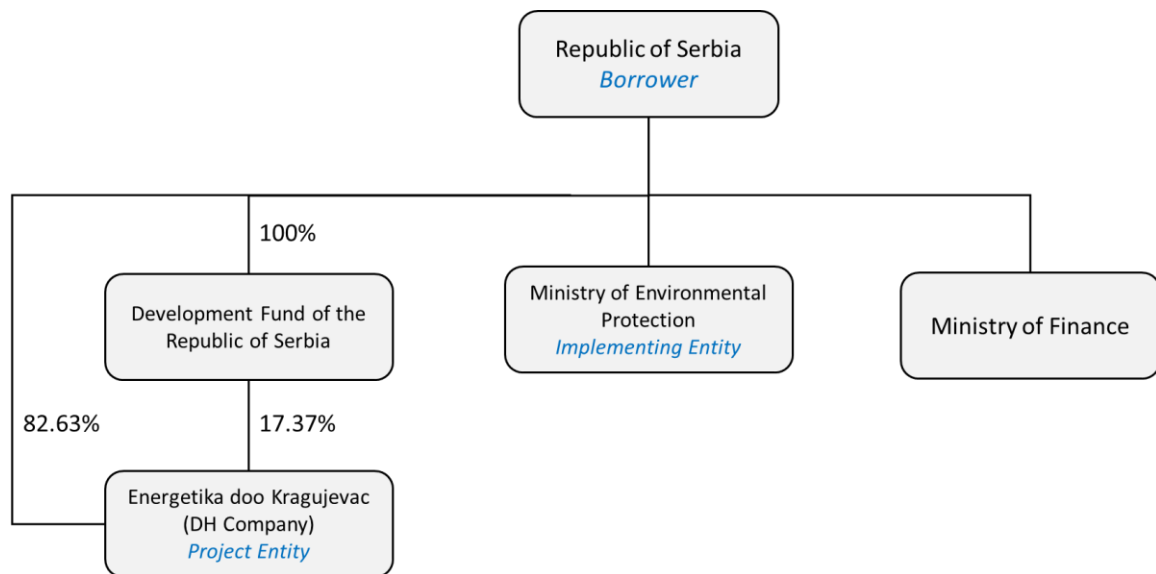 Republic of Serbia
Borrower
100%
Development Fund of the
Republic of Serbia
Ministry of Environmental
Protection
Implementing Entity
Ministry of Finance
82.63%
17.37%
Energetika doo Kragujevac
(DH Company)
Project Entity